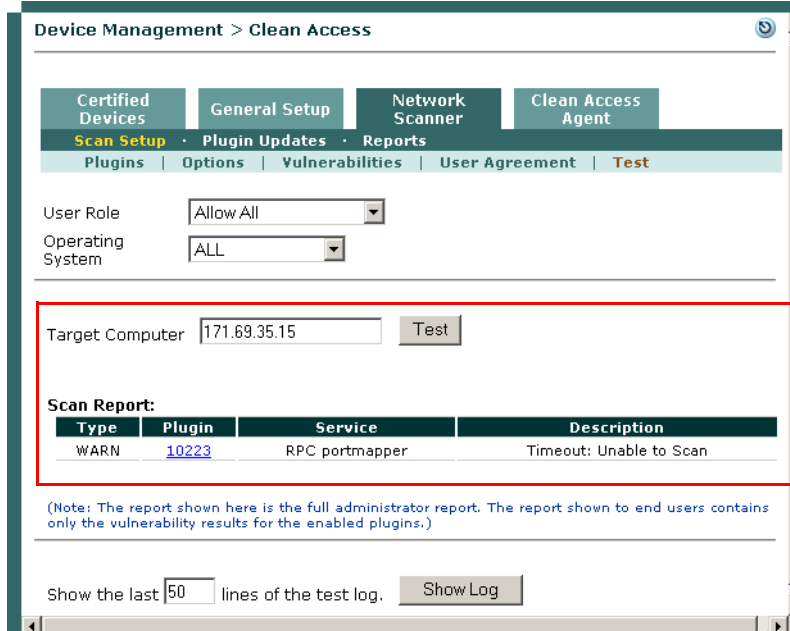 Device Management > Clean Access
Certified Devices
General Setup
Network Scanner
Clean Access Agent
Scan Setup · Plugin Updates · Reports
Plugins | Options | Vulnerabilities | User Agreement | Test
User Role Allow All
Operating System ALL
Target Computer 171.69.35.15 Test
Scan Report:
Type Plugin Service Description
WARN 10223 RPC portmapper Timeout: Unable to Scan
(Note: The report shown here is the full administrator report. The report shown to end users contains
only the vulnerability results for the enabled plugins.)
Show the last 50 lines of the test log. Show Log